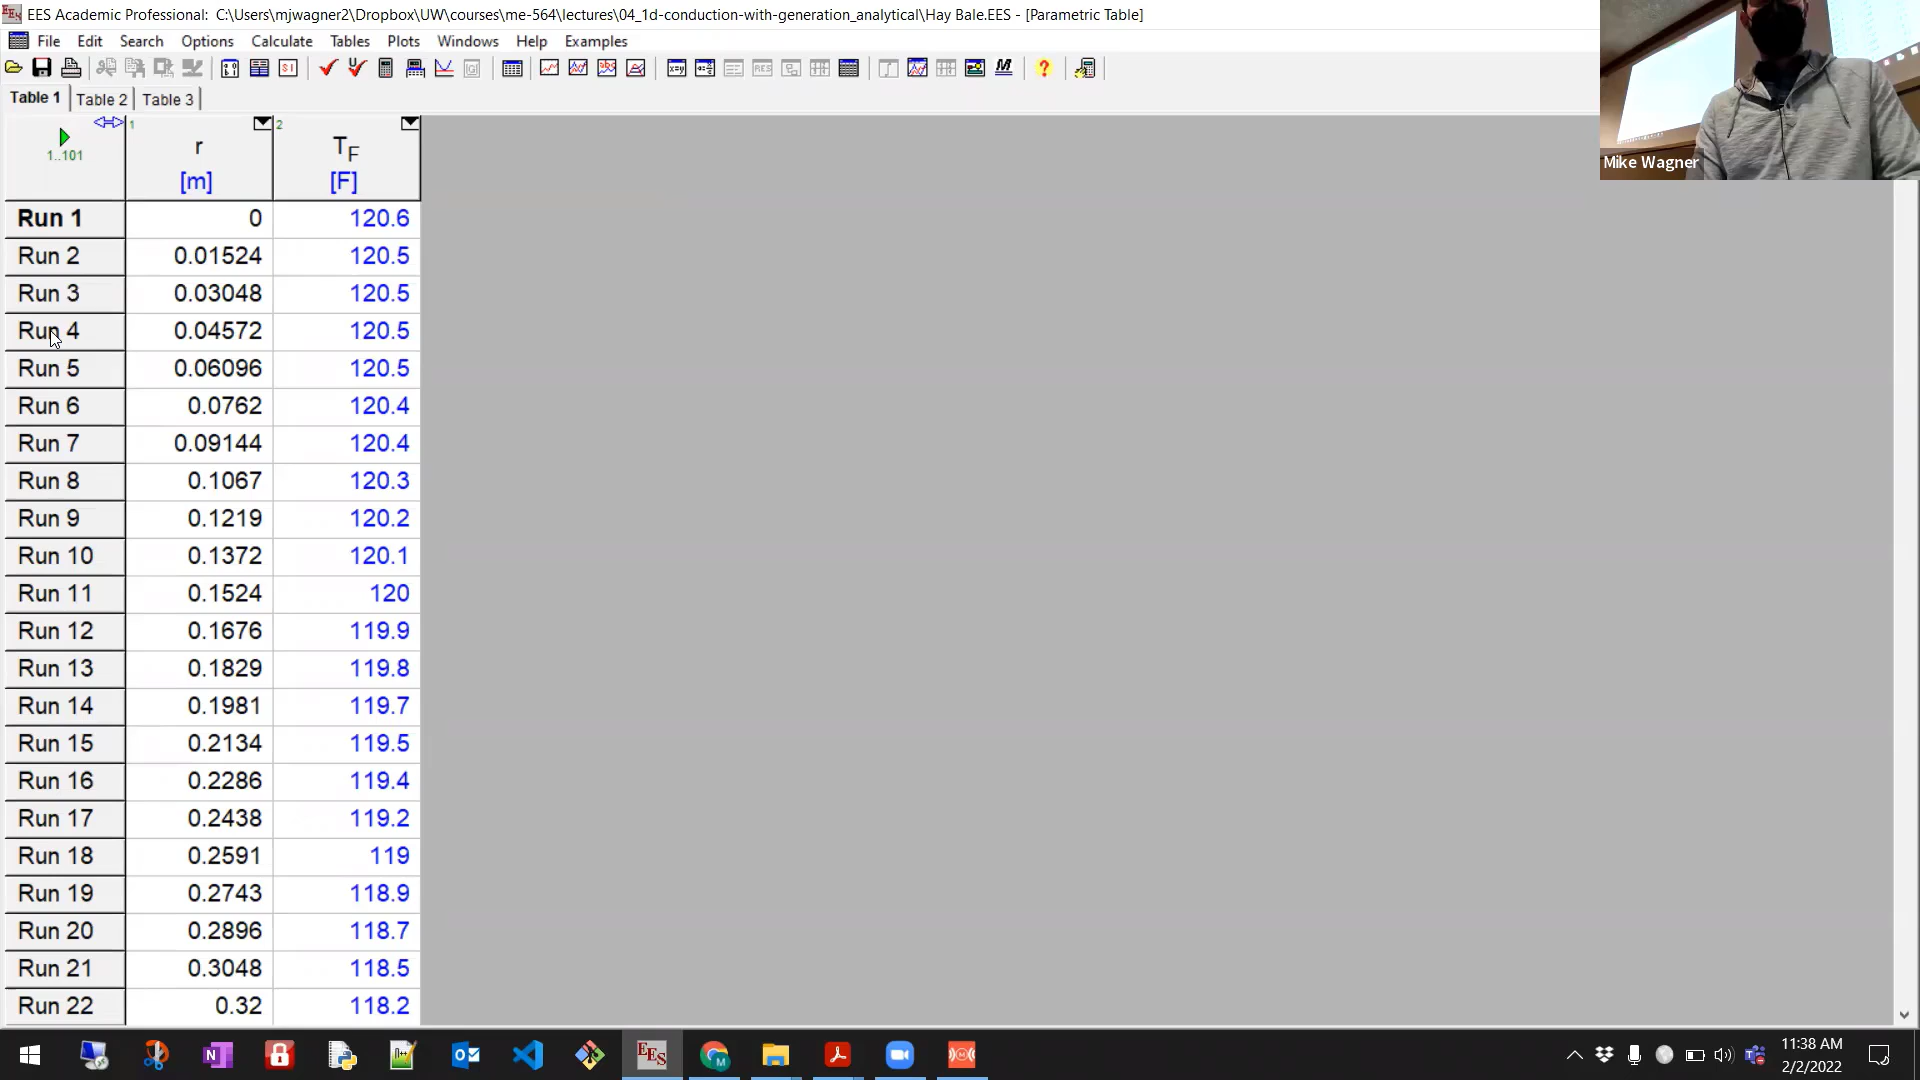 EES Academic Professional: C:\Users\mjwagner2\Dropbox\UW\courses\me-564\lectures\04_1d-conduction-with-generation_analytical\Hay Bale.EES - [Parametric Table]
File Edit Search Options Calculate Tables Plots Windows Help Examples
Table 1 Table 2 Table 3
1..101
1 r [m]
2 TF [F]
Run 1 0 120.6
Run 2 0.01524 120.5
Run 3 0.03048 120.5
Run 4 0.04572 120.5
Run 5 0.06096 120.5
Run 6 0.0762 120.4
Run 7 0.09144 120.4
Run 8 0.1067 120.3
Run 9 0.1219 120.2
Run 10 0.1372 120.1
Run 11 0.1524 120
Run 12 0.1676 119.9
Run 13 0.1829 119.8
Run 14 0.1981 119.7
Run 15 0.2134 119.5
Run 16 0.2286 119.4
Run 17 0.2438 119.2
Run 18 0.2591 119
Run 19 0.2743 118.9
Run 20 0.2896 118.7
Run 21 0.3048 118.5
Run 22 0.32 118.2
Mike Wagner
EES
11:38 AM
2/2/2022